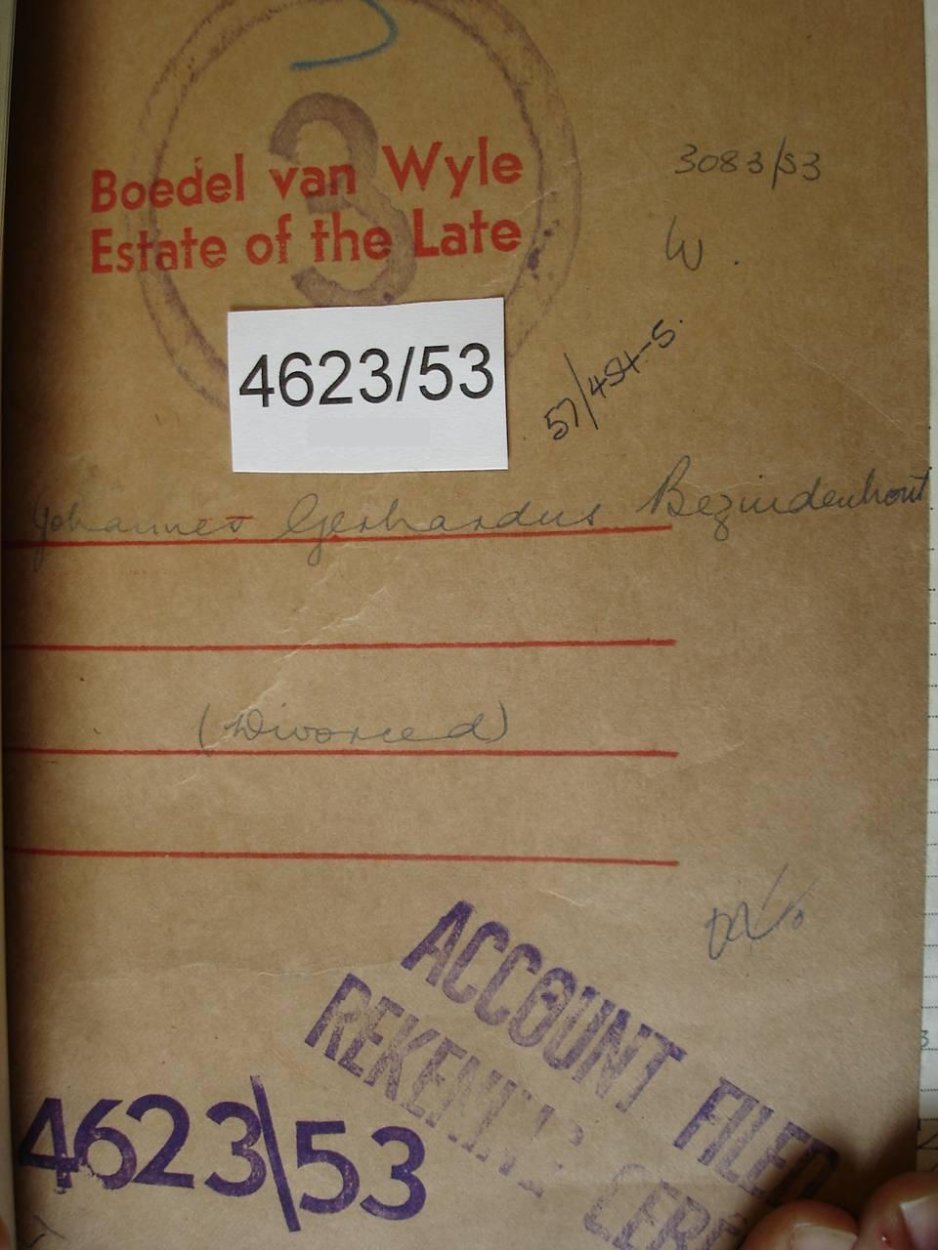 3
Boedel van Wyle
Estate of the Late
3083/53
W.
4623/53
57/454-S.
Johannes Gerhardus Bezuidenhout
(Divorced)
ACCOUNT FILED
4623\53